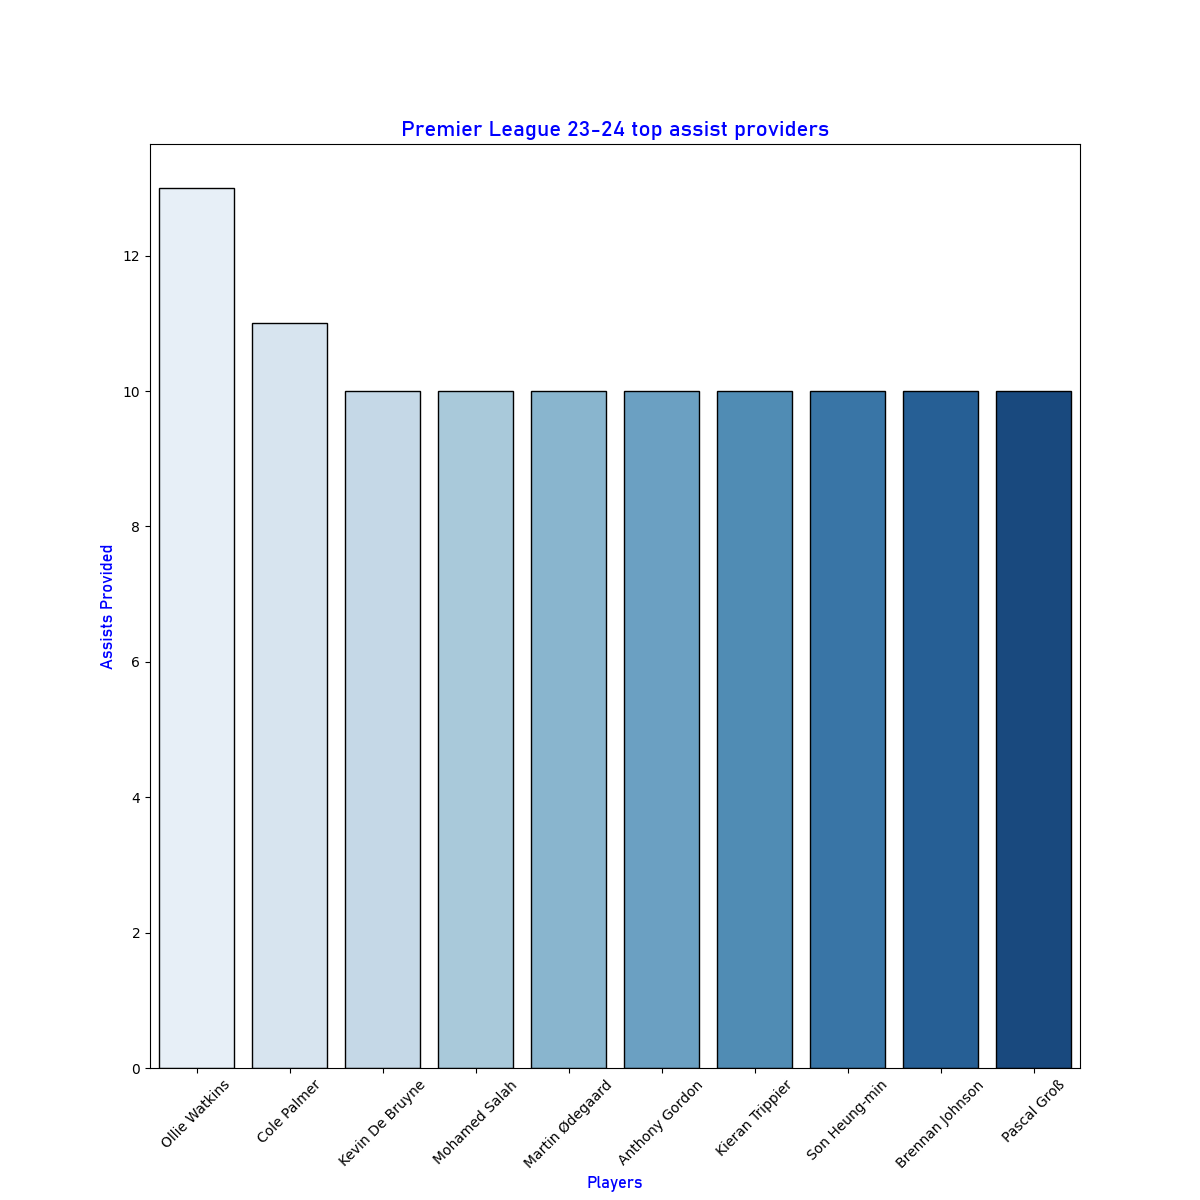 Premier League 23-24 top assist providers
Assists Provided
12
10
8
6
4
2
0
Ollie Watkins
Cole Palmer
Kevin De Bruyne
Mohamed Salah
Martin Ødegaard
Anthony Gordon
Kieran Trippier
Son Heung-min
Brennan Johnson
Pascal Groß
Players